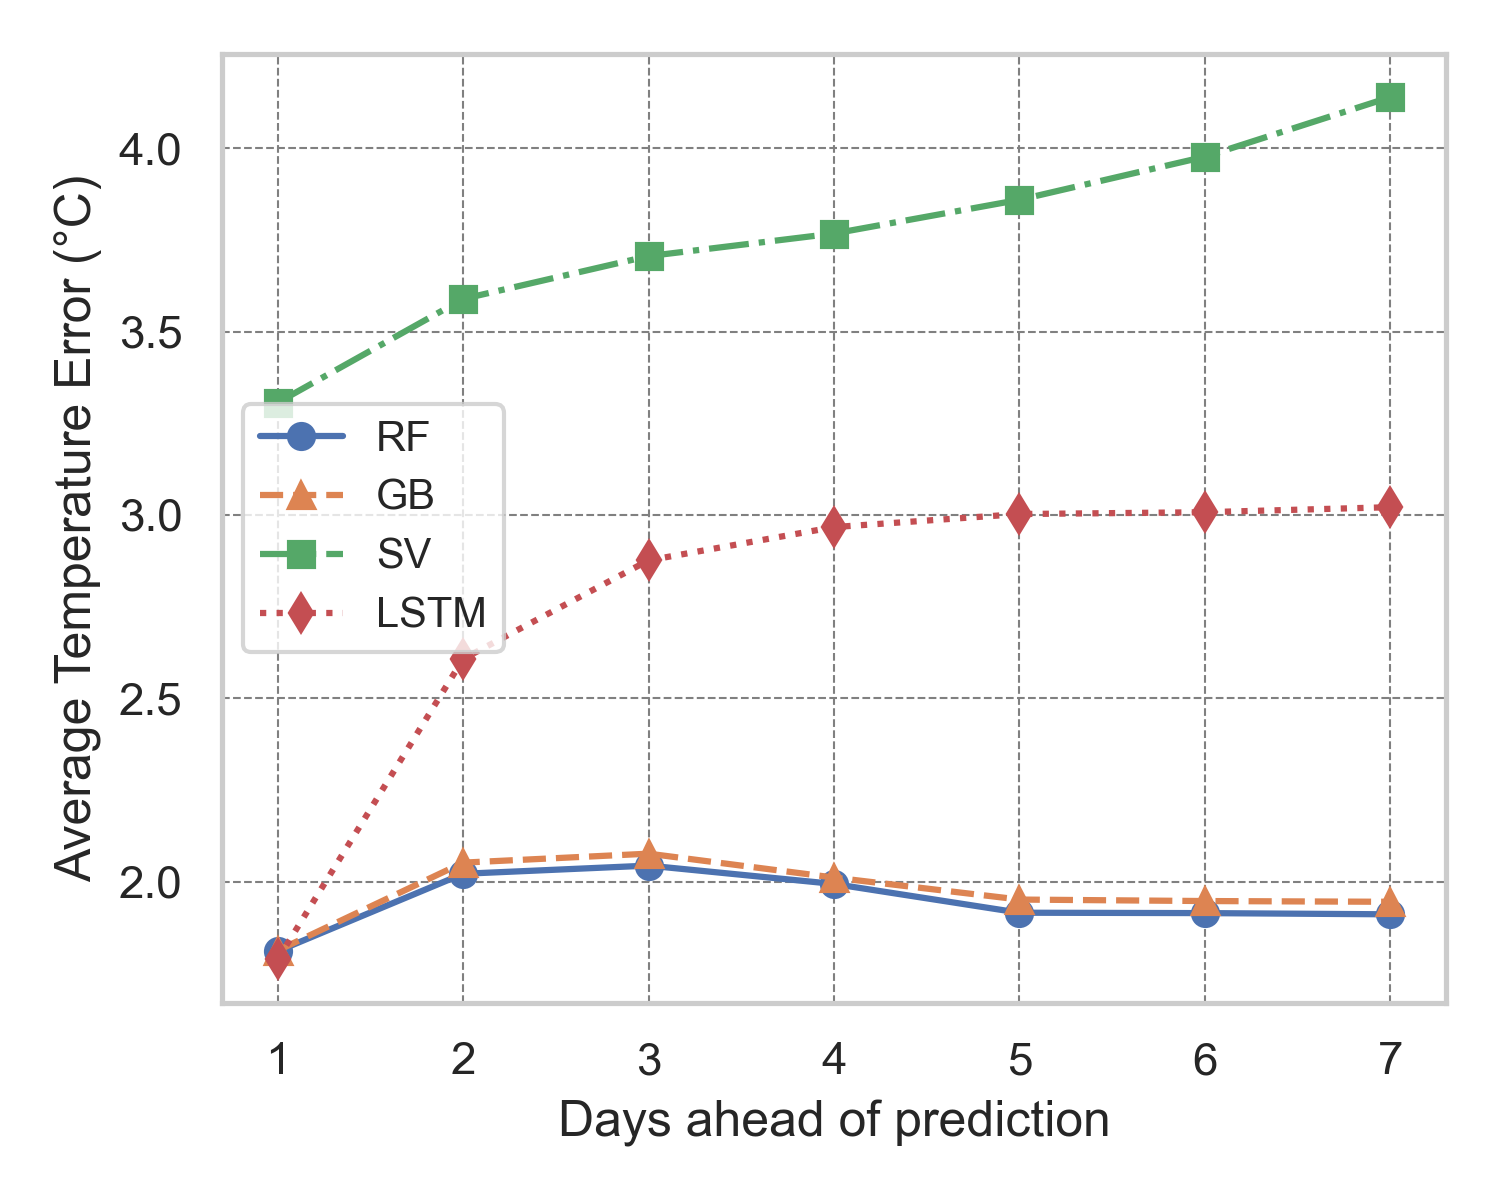 Average Temperature Error (°C)
4.0
3.5
3.0
2.5
2.0
RF
GB
SV
LSTM
1 2 3 4 5 6 7
Days ahead of prediction